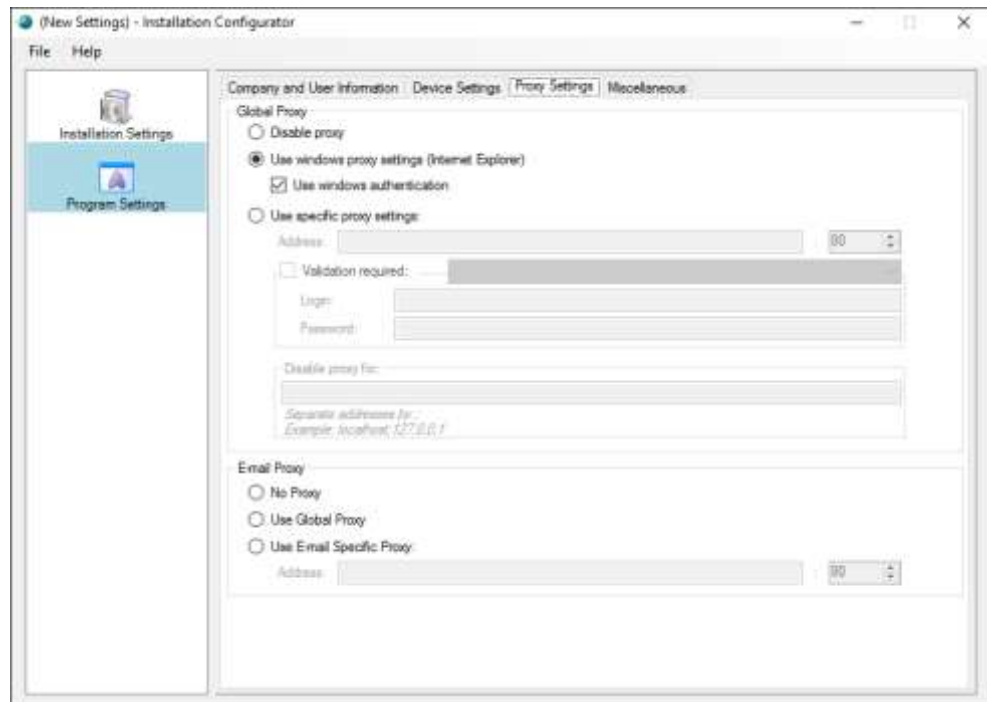 (New Settings) - Installation Configurator
File Help
Installation Settings
Program Settings
Company and User Information Device Settings Proxy Settings Miscellaneous
Global Proxy
Disable proxy
Use windows proxy settings (Internet Explorer)
Use windows authentication
Use specific proxy settings:
Address: : 80
Validation required:
Login:
Password:
Disable proxy for:
Separate addresses by ;
Example: localhost; 127.0.0.1
E-mail Proxy
No Proxy
Use Global Proxy
Use E-mail Specific Proxy:
Address: : 80